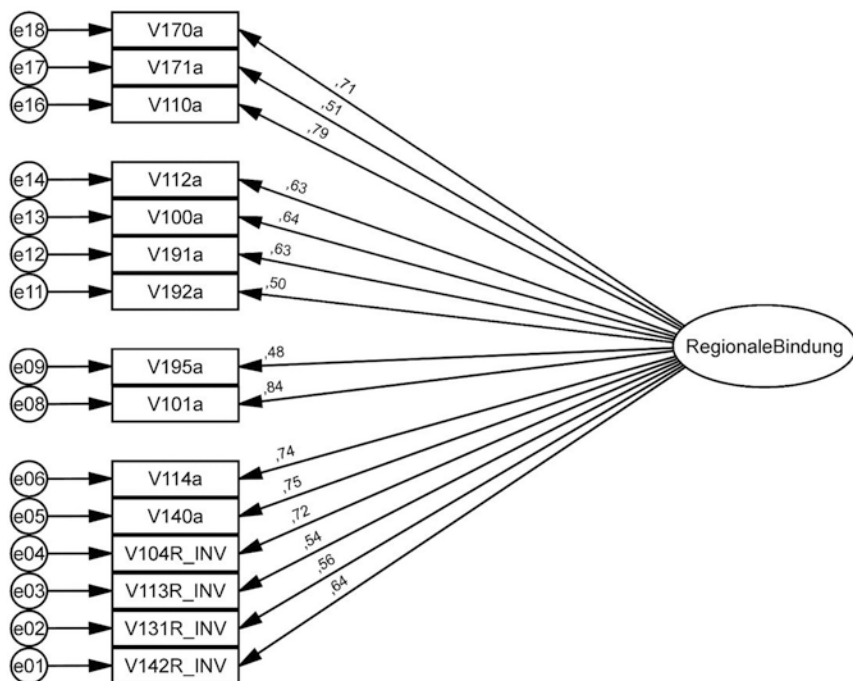 e18 V170a ,71
e17 V171a ,51
e16 V110a ,79
e14 V112a ,63
e13 V100a ,64
e12 V191a ,63
e11 V192a ,50
RegionaleBindung
e09 V195a ,48
e08 V101a ,84
e06 V114a ,74
e05 V140a ,75
e04 V104R_INV ,72
e03 V113R_INV ,54
e02 V131R_INV ,56
e01 V142R_INV ,64